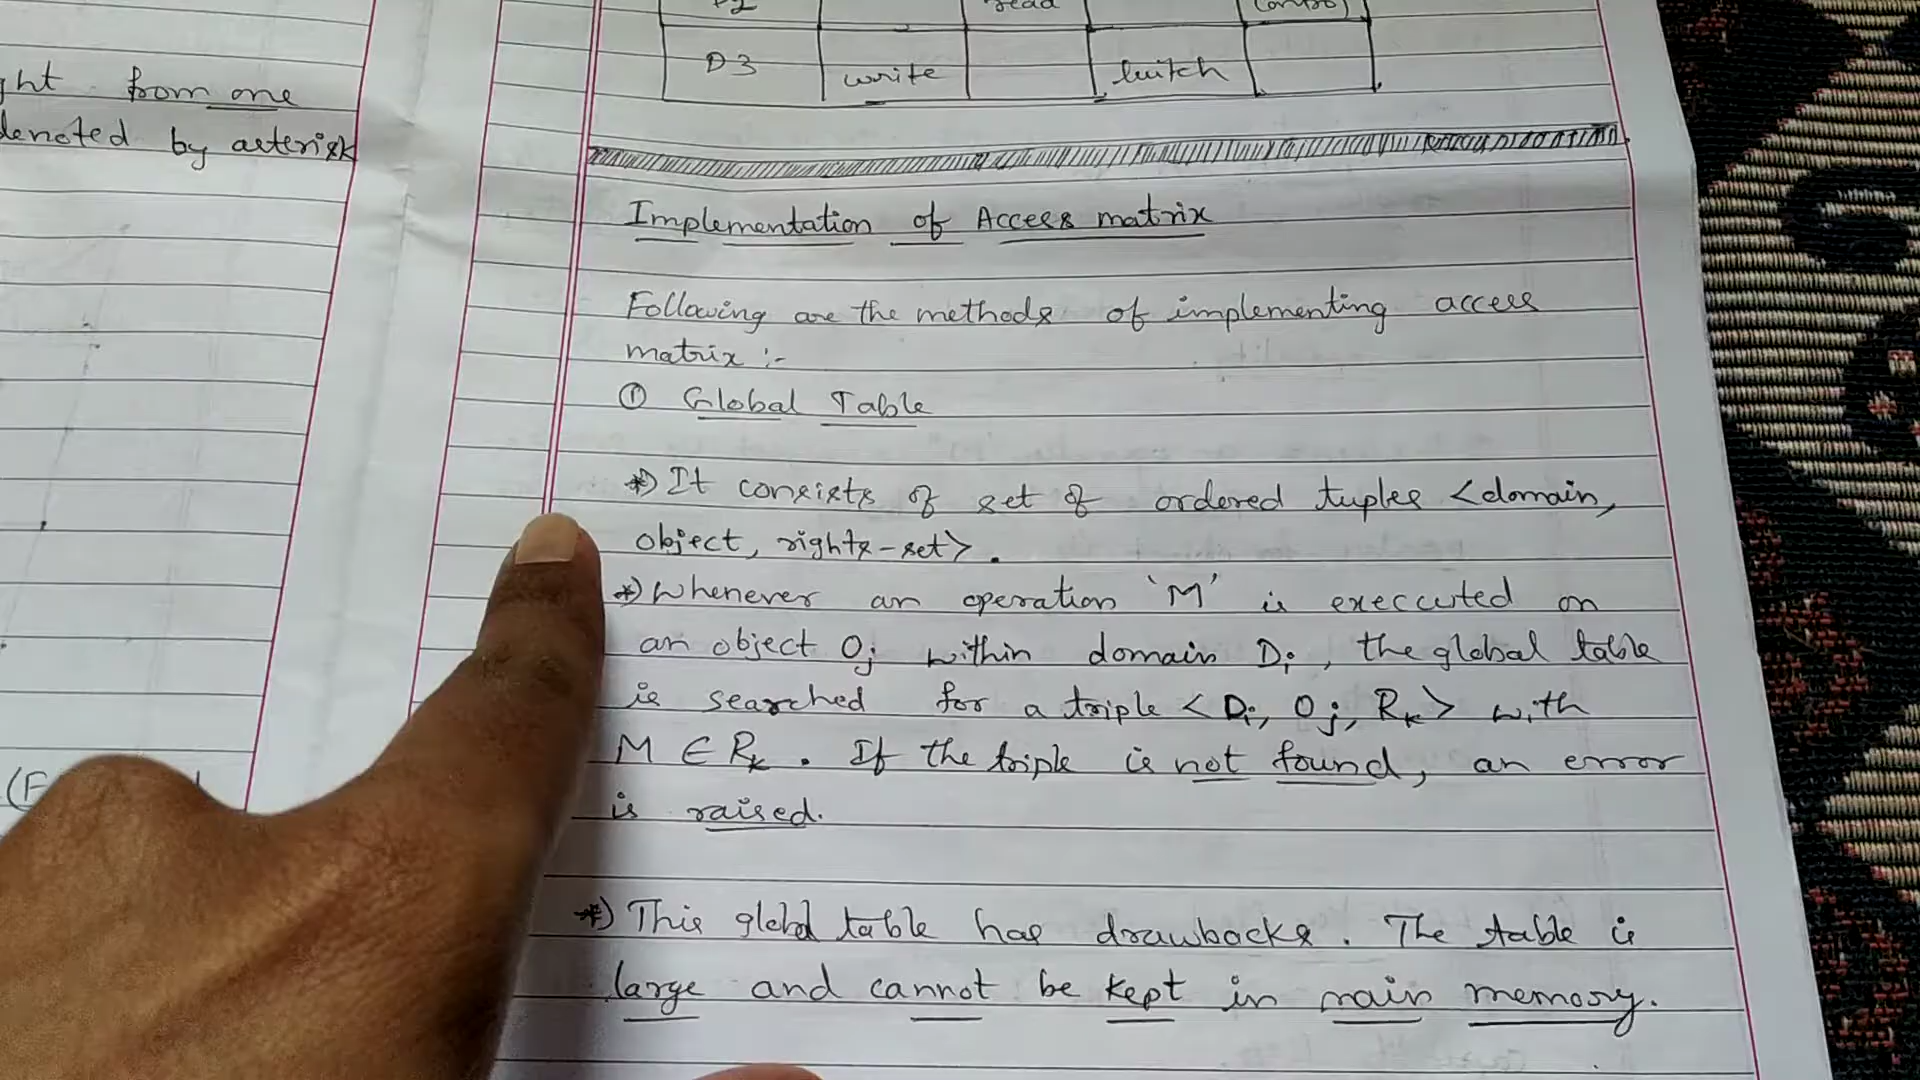 ght from one
denoted by asterisk
read
D3 write switch
Implementation of Access matrix
Following are the methods of implementing access
matrix :-
① Global Table
*) It consists of set of ordered tuples <domain,
object, rights-set>.
*) Whenever an operation 'M' is execcuted on
an object Oj within domain Di, the global table
is searched for a triple <Di, Oj, Rk> with
M ∈ Rk. If the triple is not found, an error
is raised.
*) This global table has drawbacks. The table is
large and cannot be kept in main memory.